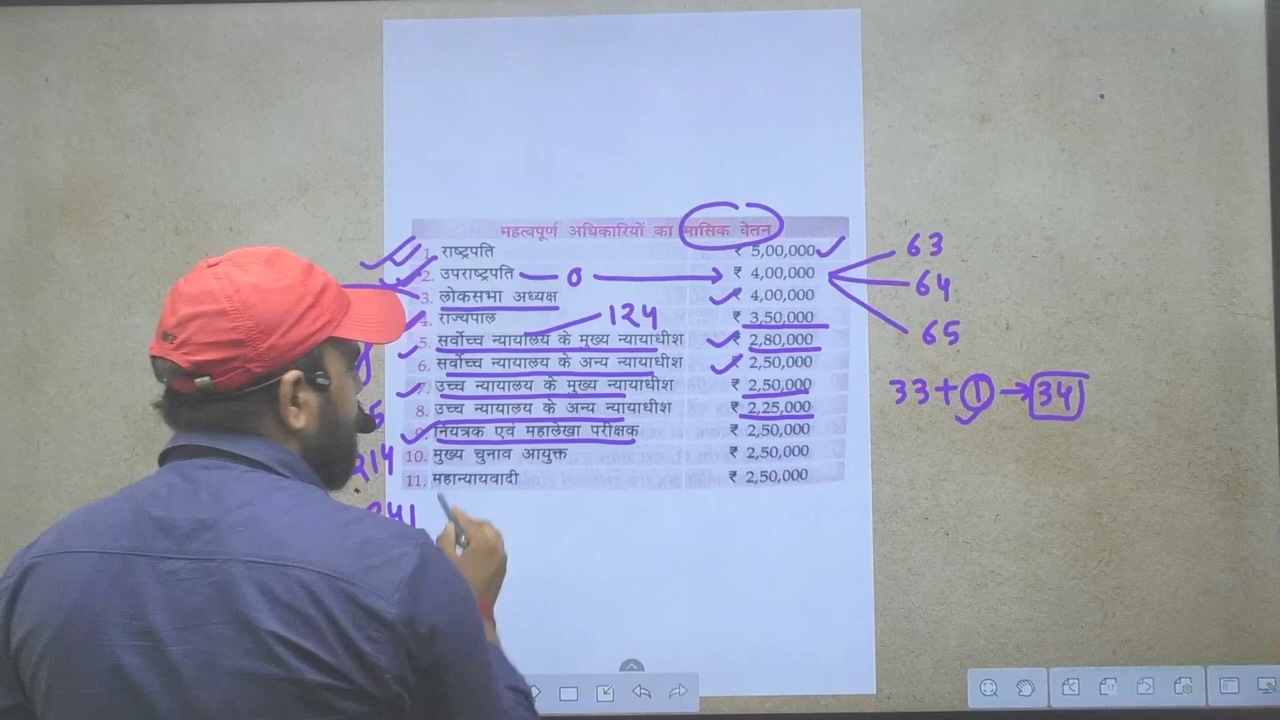 महत्वपूर्ण अधिकारियों का मासिक वेतन
1. राष्ट्रपति ₹ 5,00,000
2. उपराष्ट्रपति 0 ₹ 4,00,000
3. लोकसभा अध्यक्ष ₹ 4,00,000
4. राज्यपाल 124 ₹ 3,50,000
5. सर्वोच्च न्यायालय के मुख्य न्यायाधीश ₹ 2,80,000
6. सर्वोच्च न्यायालय के अन्य न्यायाधीश ₹ 2,50,000
7. उच्च न्यायालय के मुख्य न्यायाधीश ₹ 2,50,000
8. उच्च न्यायालय के अन्य न्यायाधीश ₹ 2,25,000
9. नियंत्रक एवं महालेखा परीक्षक ₹ 2,50,000
10. मुख्य चुनाव आयुक्त ₹ 2,50,000
11. महान्यायवादी ₹ 2,50,000
63
64
65
33+1→34
214